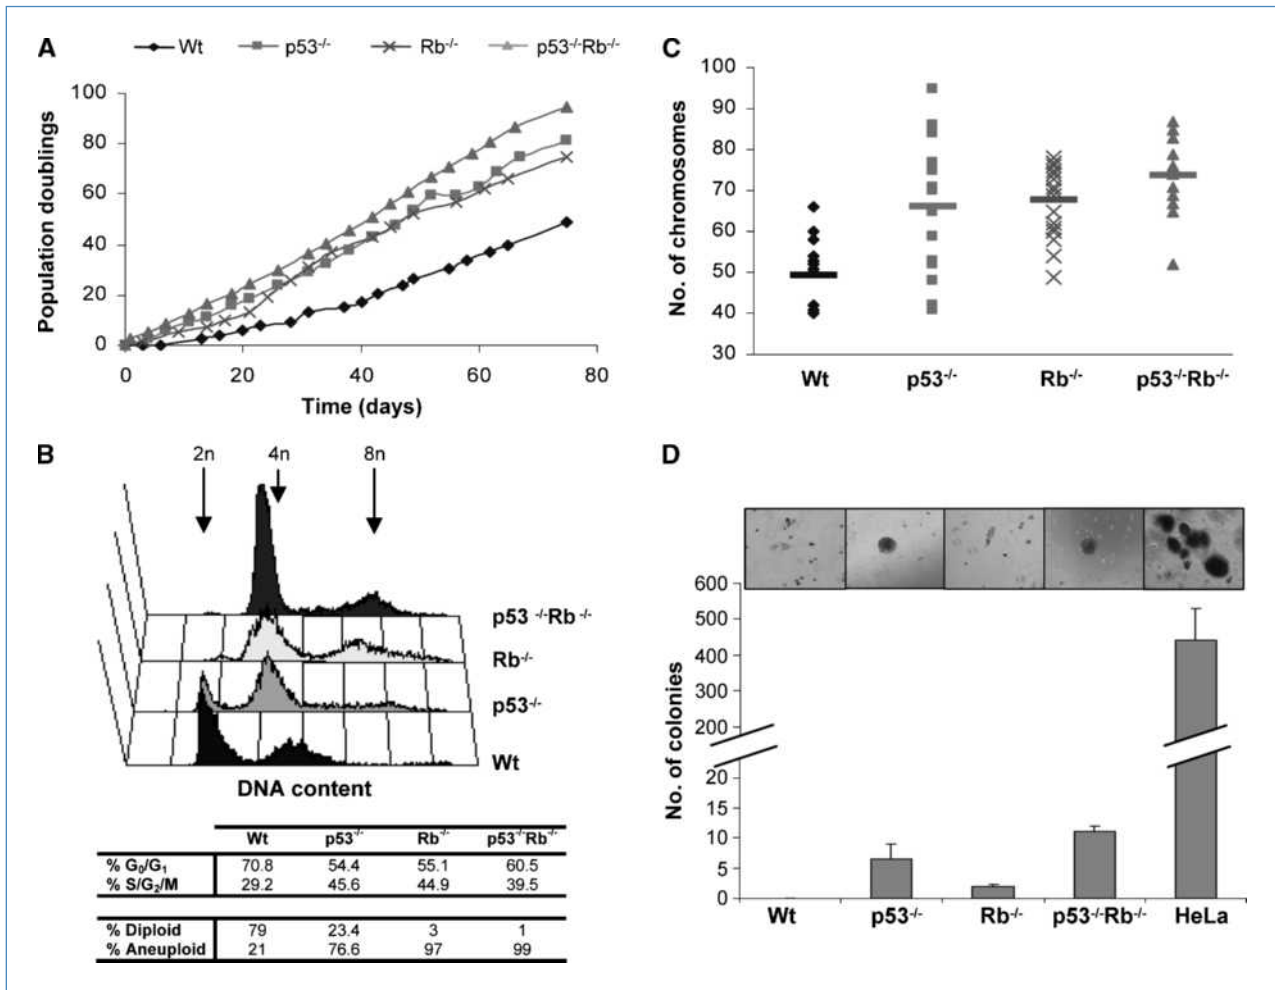 A
Wt p53-/- Rb-/- p53-/-Rb-/-
Population doublings
100
80
60
40
20
0
0 20 40 60 80
Time (days)
B
2n 4n 8n
p53 -/-Rb -/-
Rb-/-
p53-/-
Wt
DNA content
Wt p53-/- Rb-/- p53-/-Rb-/-
% G0/G1 70.8 54.4 55.1 60.5
% S/G2/M 29.2 45.6 44.9 39.5
% Diploid 79 23.4 3 1
% Aneuploid 21 76.6 97 99
C
No. of chromosomes
100
90
80
70
60
50
40
30
Wt p53-/- Rb-/- p53-/-Rb-/-
D
No. of colonies
600
500
400
300
200
20
15
10
5
0
Wt p53-/- Rb-/- p53-/-Rb-/- HeLa